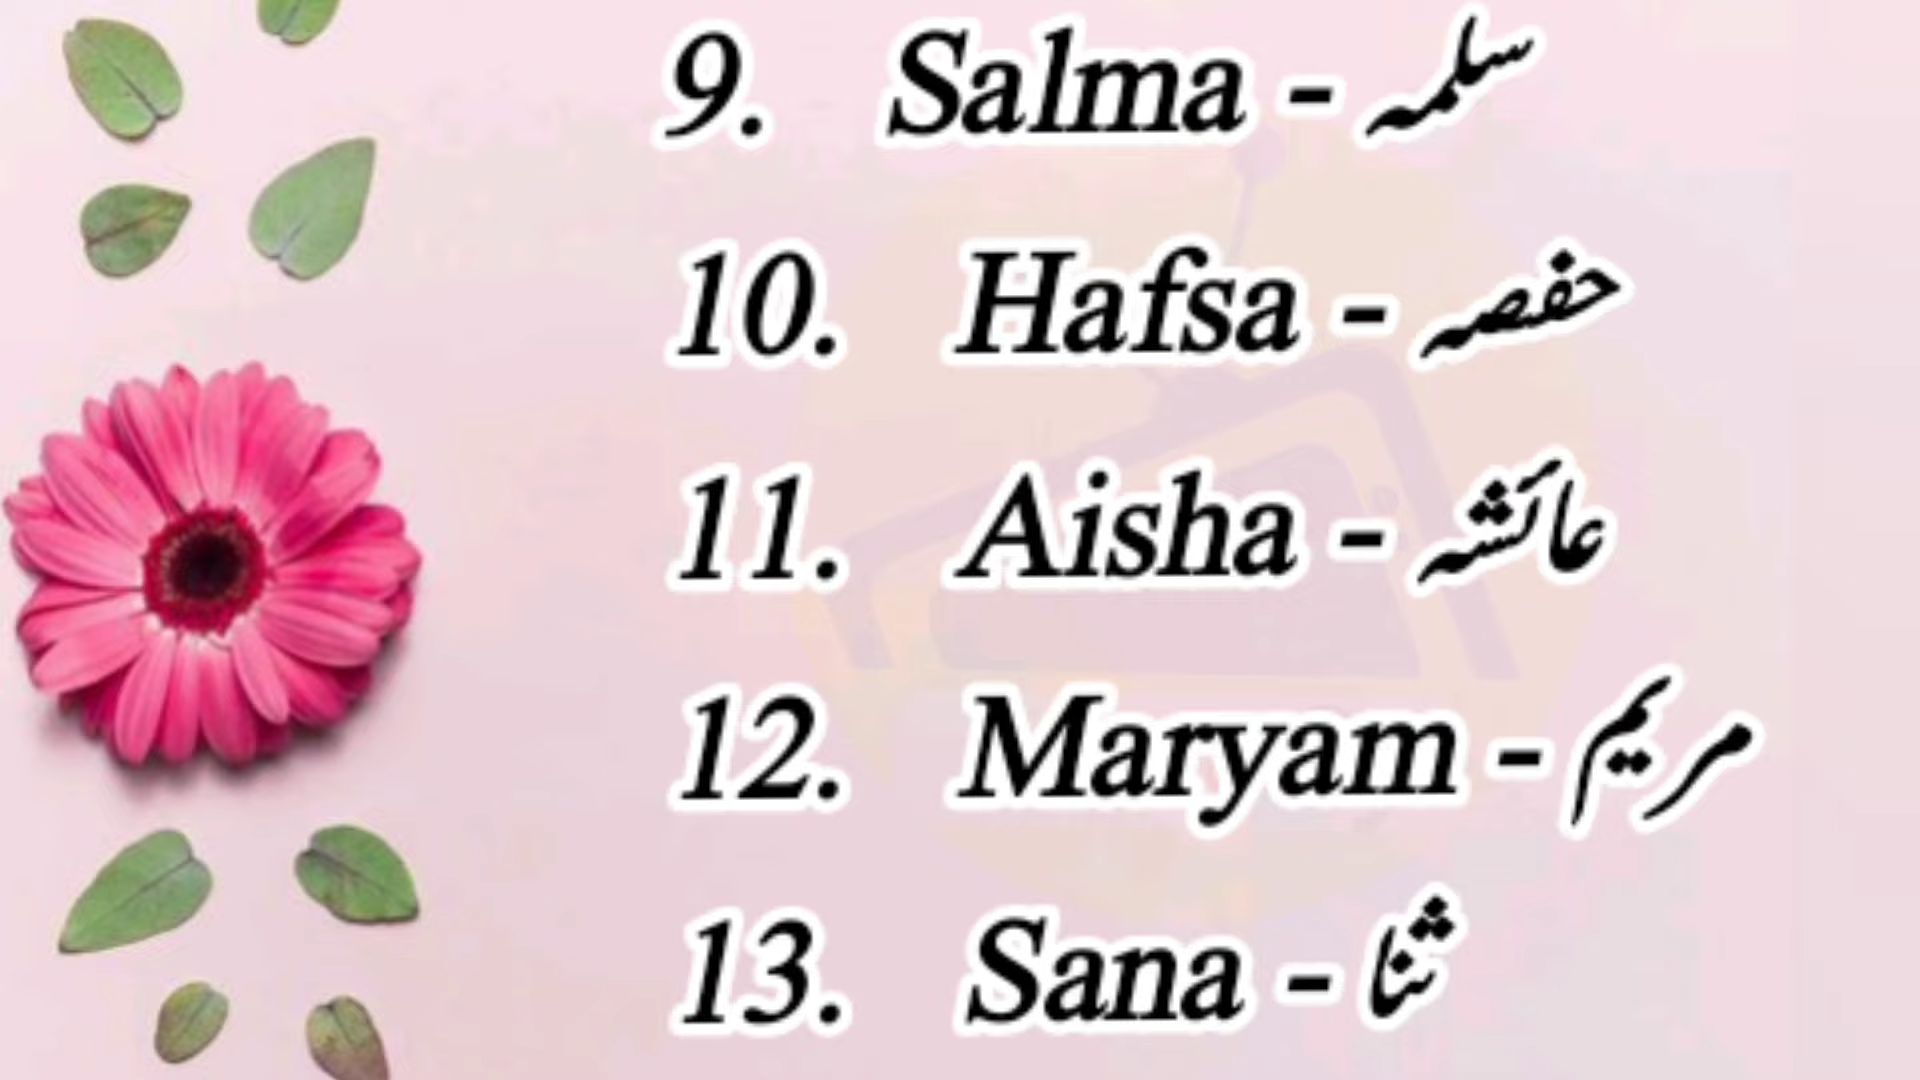 9. Salma - سلمہ
10. Hafsa - حفصہ
11. Aisha - عائشہ
12. Maryam - مریم
13. Sana - ثنا